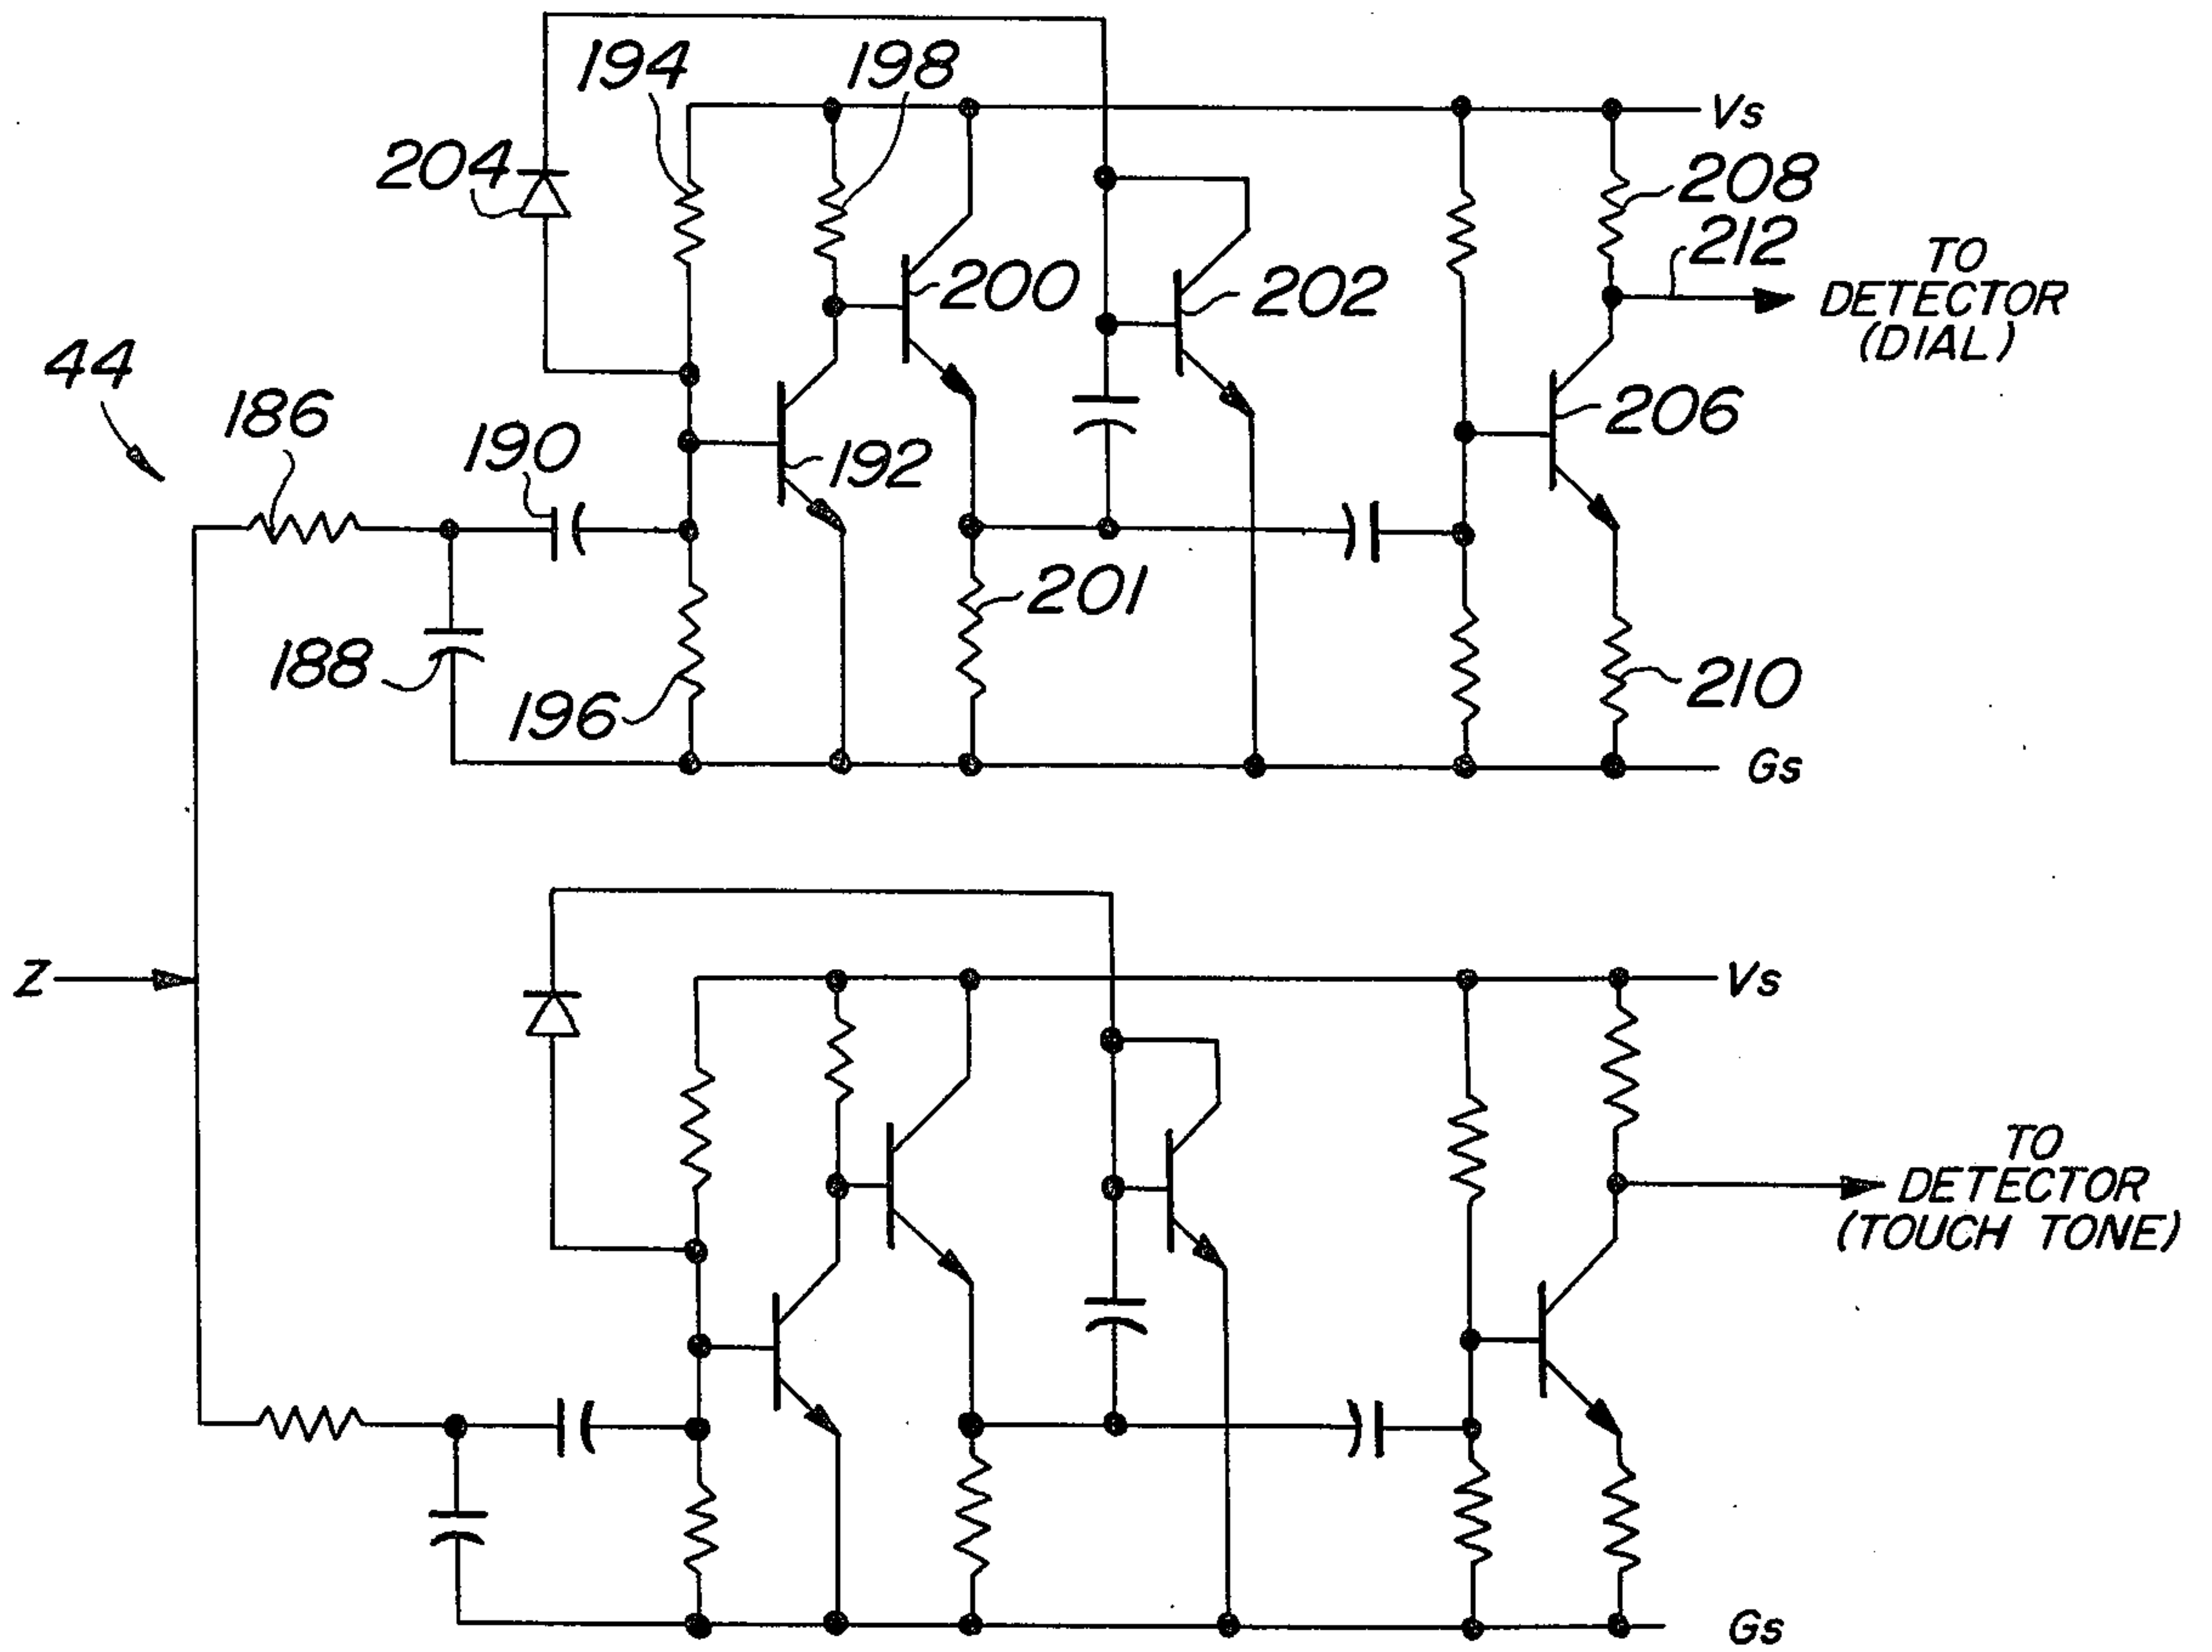 194
198
Vs
204
208
212
200
202
TO
DETECTOR
(DIAL)
44
186
206
190
192
201
188
196
210
Gs
Z
Vs
TO
DETECTOR
(TOUCH TONE)
Gs